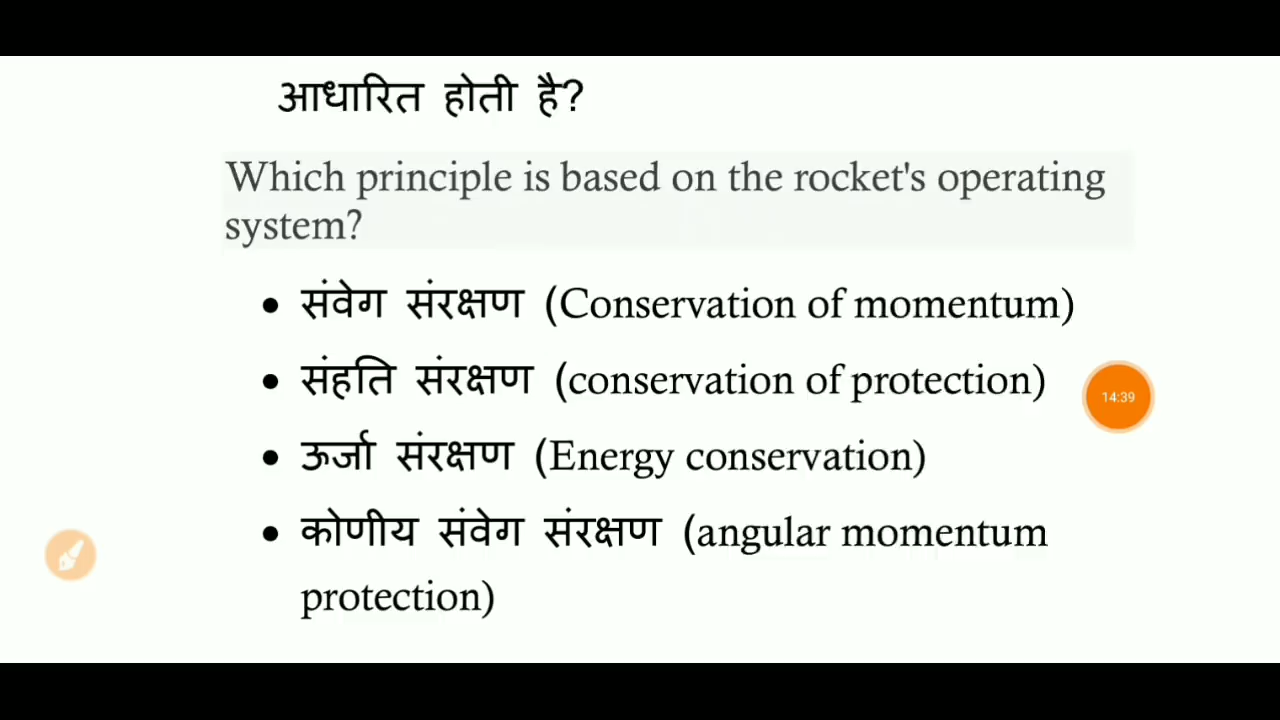 आधारित होती है?
Which principle is based on the rocket's operating
system?
• संवेग संरक्षण (Conservation of momentum)
• संहति संरक्षण (conservation of protection)
14:39
• ऊर्जा संरक्षण (Energy conservation)
• कोणीय संवेग संरक्षण (angular momentum
protection)